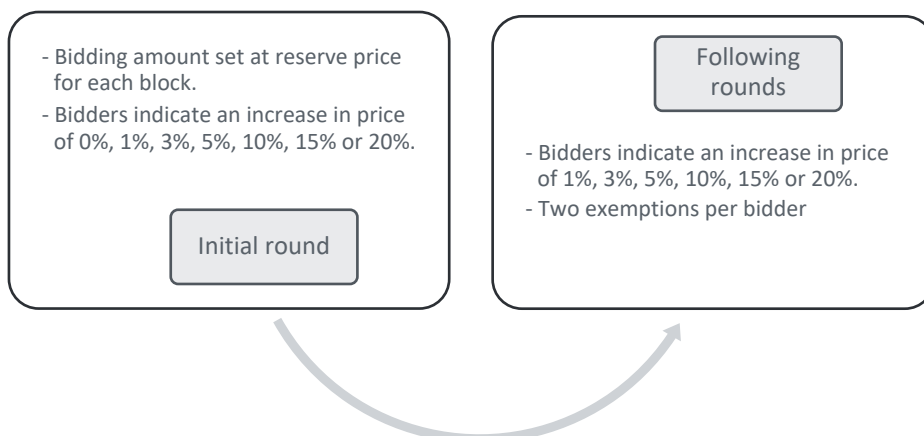 - Bidding amount set at reserve price
for each block.
- Bidders indicate an increase in price
of 0%, 1%, 3%, 5%, 10%, 15% or 20%.
Initial round
Following
rounds
- Bidders indicate an increase in price
of 1%, 3%, 5%, 10%, 15% or 20%.
- Two exemptions per bidder